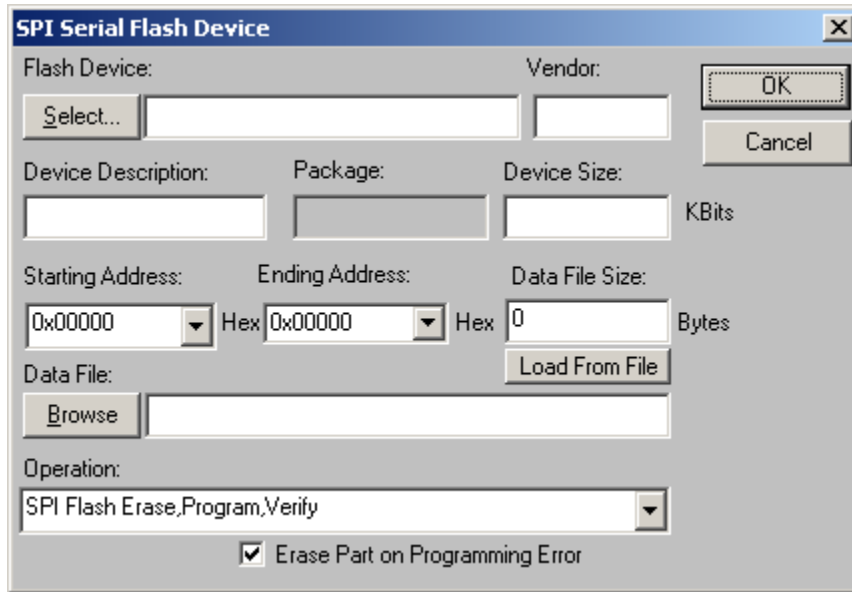 SPI Serial Flash Device
Flash Device: Vendor:
Select... OK
Cancel
Device Description: Package: Device Size:
KBits
Starting Address: Ending Address: Data File Size:
0x00000 Hex 0x00000 Hex 0 Bytes
Load From File
Data File:
Browse
Operation:
SPI Flash Erase,Program,Verify
Erase Part on Programming Error